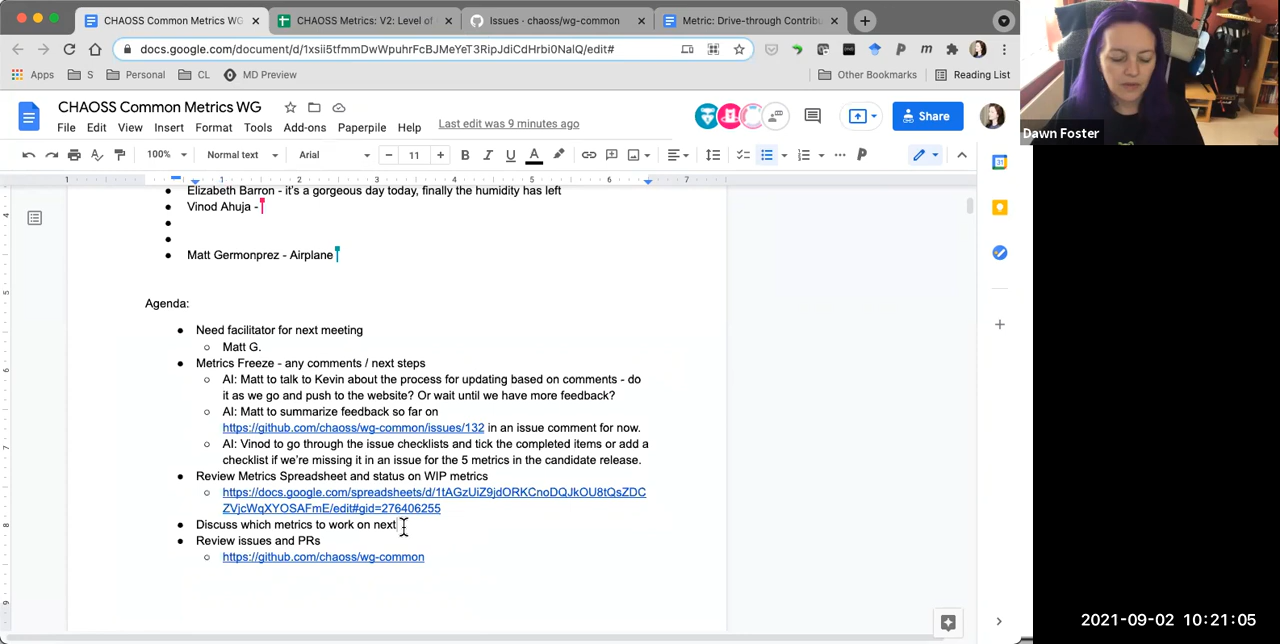 CHAOSS Common Metrics WG
CHAOSS Metrics: V2: Level of
Issues · chaoss/wg-common
Metric: Drive-through Contribu
docs.google.com/document/d/1xsii5tfmmDwWpuhrFcBJMeYeT3RipJdiCdHrbi0NaIQ/edit#
Apps
S
Personal
CL
MD Preview
Other Bookmarks
Reading List
CHAOSS Common Metrics WG
File Edit View Insert Format Tools Add-ons Paperpile Help
Last edit was 9 minutes ago
Share
Dawn Foster
100% Normal text Arial 11
1 1 2 3 4 5 6 7
Elizabeth Barron - it's a gorgeous day today, finally the humidity has left
Vinod Ahuja -
Matt Germonprez - Airplane
Agenda:
Need facilitator for next meeting
Matt G.
Metrics Freeze - any comments / next steps
AI: Matt to talk to Kevin about the process for updating based on comments - do
it as we go and push to the website? Or wait until we have more feedback?
AI: Matt to summarize feedback so far on
https://github.com/chaoss/wg-common/issues/132 in an issue comment for now.
AI: Vinod to go through the issue checklists and tick the completed items or add a
checklist if we're missing it in an issue for the 5 metrics in the candidate release.
Review Metrics Spreadsheet and status on WIP metrics
https://docs.google.com/spreadsheets/d/1tAGzUiZ9jdORKCnoDQJkOU8tQsZDC
ZVjcWqXYOSAFmE/edit#gid=276406255
Discuss which metrics to work on next
Review issues and PRs
https://github.com/chaoss/wg-common
2021-09-02 10:21:05